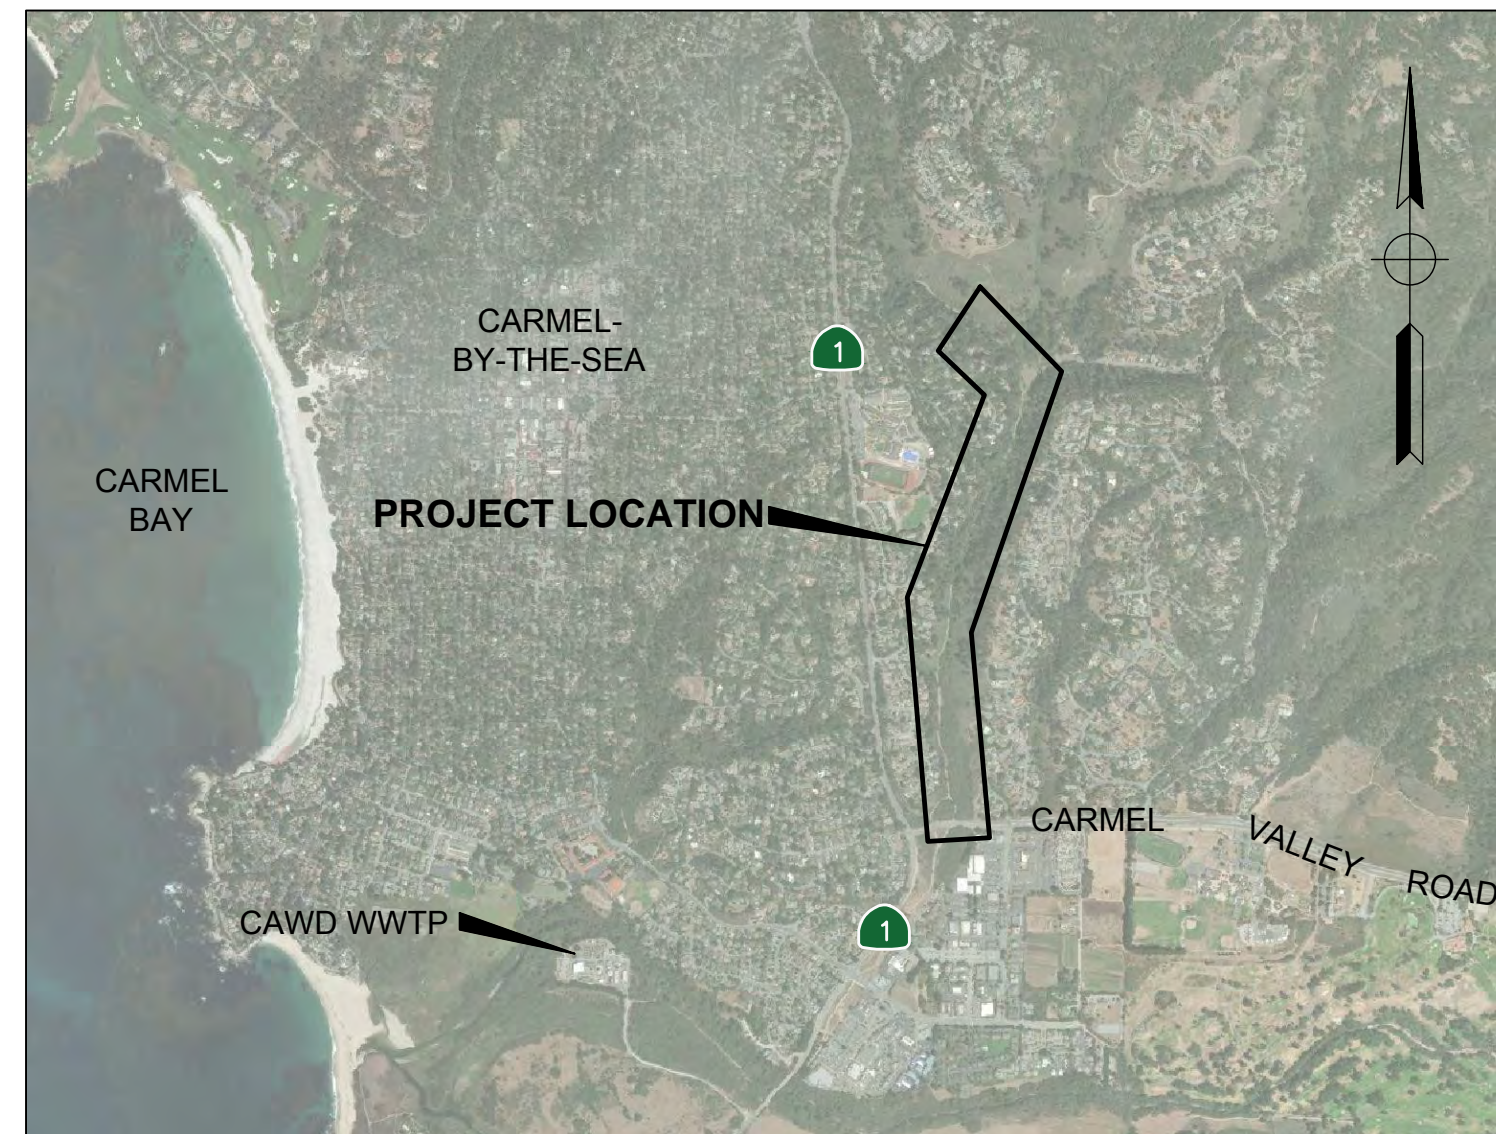 CARMEL-
BY-THE-SEA
1
CARMEL
BAY
PROJECT LOCATION
CARMEL VALLEY ROAD
CAWD WWTP
1